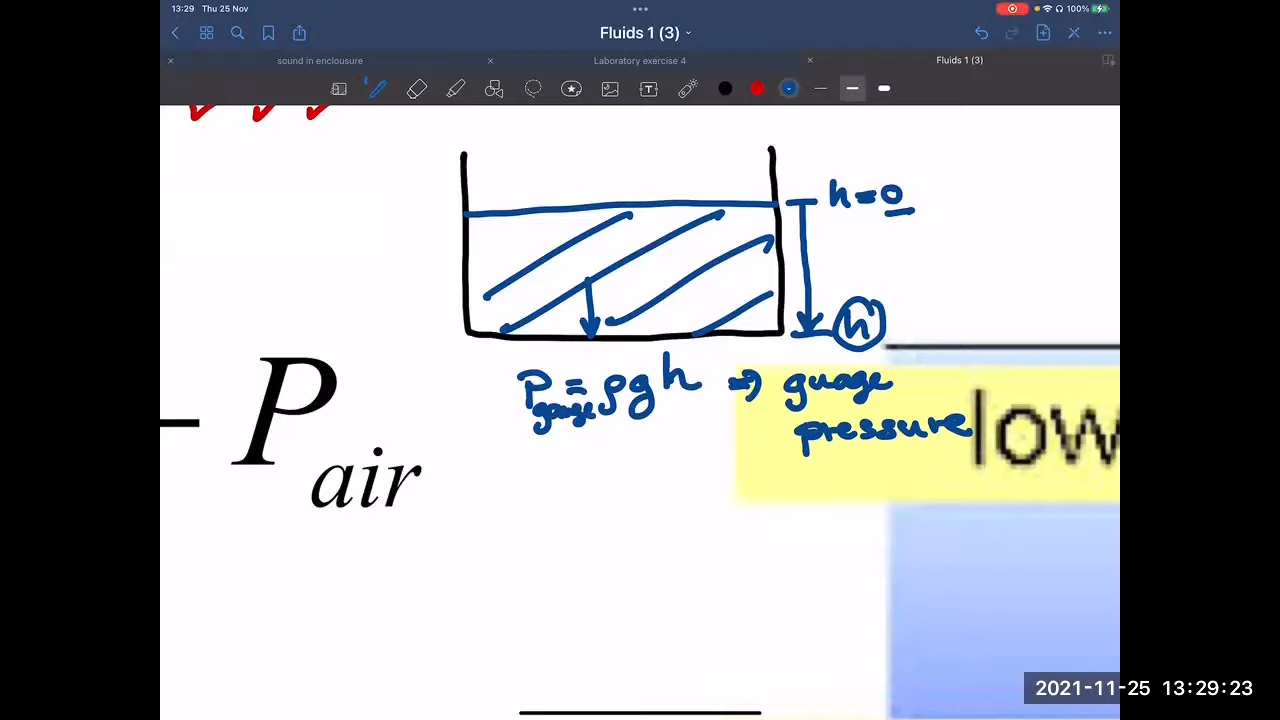 13:29 Thu 25 Nov
100%
Fluids 1 (3)
sound in enclousure
Laboratory exercise 4
Fluids 1 (3)
h=0
h
Pgauge = ρgh ⇒ guage
pressure
- Pair
low
2021-11-25 13:29:23